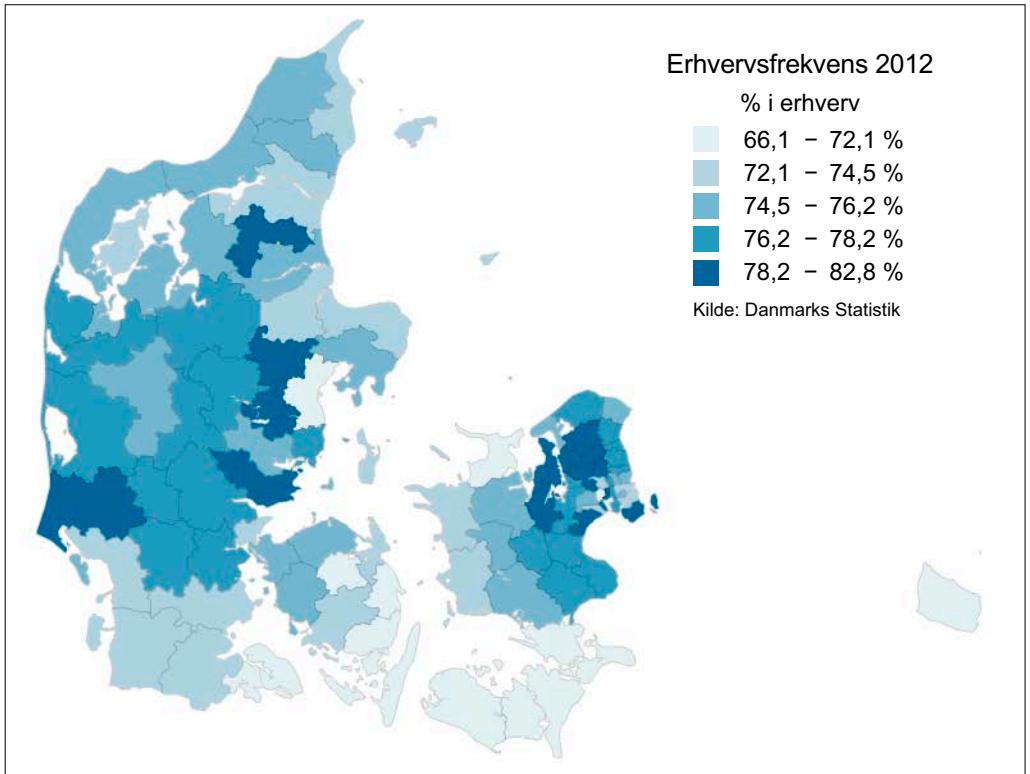 Erhvervsfrekvens 2012
% i erhverv
66,1 – 72,1 %
72,1 – 74,5 %
74,5 – 76,2 %
76,2 – 78,2 %
78,2 – 82,8 %
Kilde: Danmarks Statistik